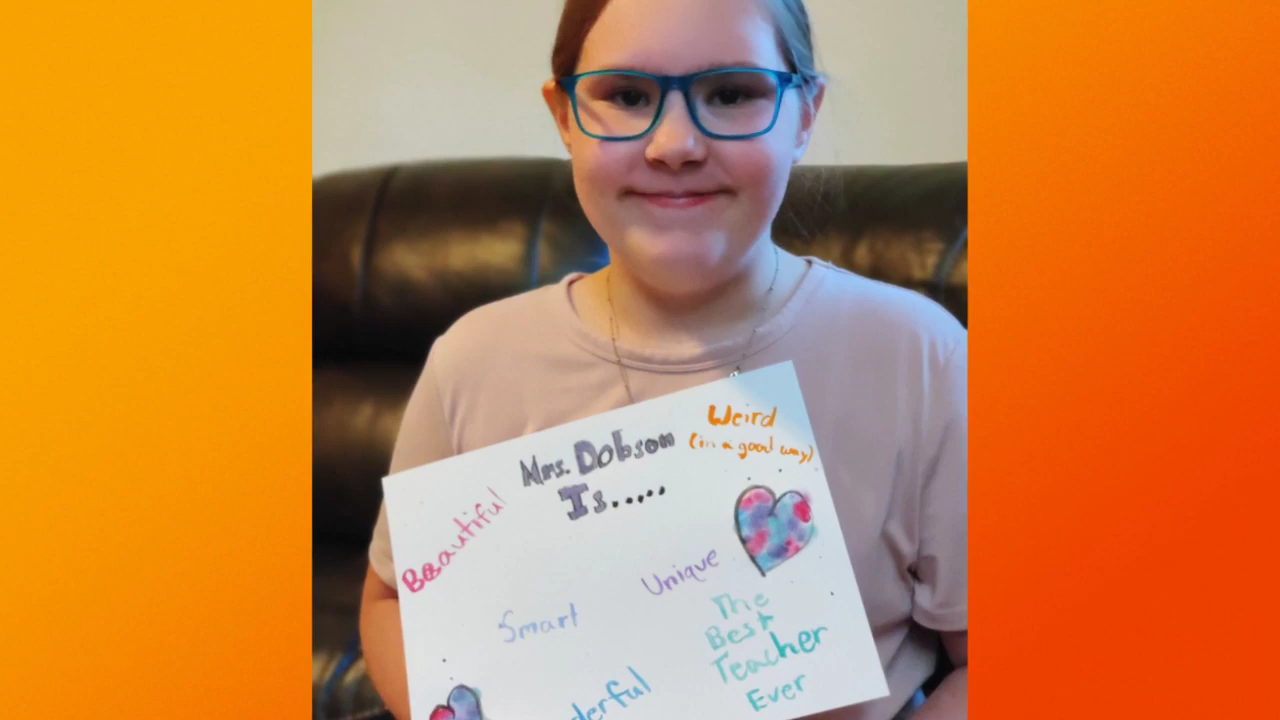 Weird
(in a good way)
Mrs. Dobson
Is.....
Beautiful
Unique
Smart
The
Best
Teacher
Ever